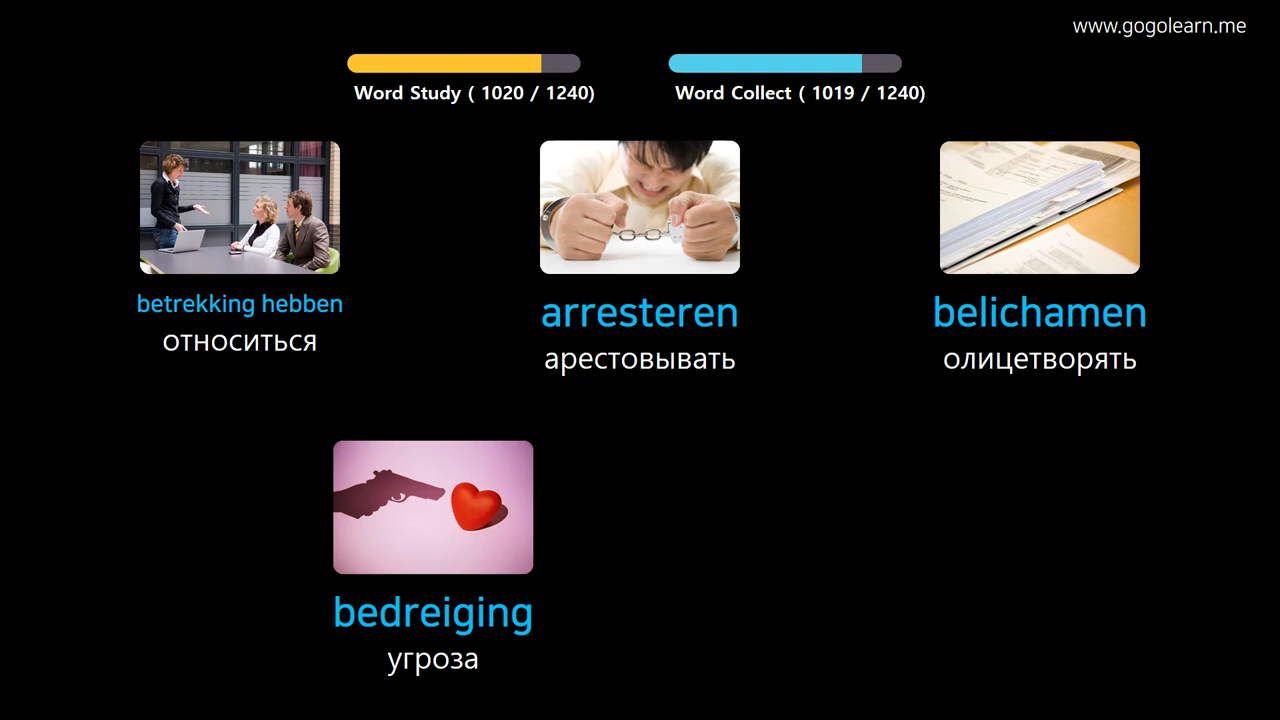 www.gogolearn.me
Word Study ( 1020 / 1240)
Word Collect ( 1019 / 1240)
betrekking hebben
относиться
arresteren
арестовывать
belichamen
олицетворять
bedreiging
угроза